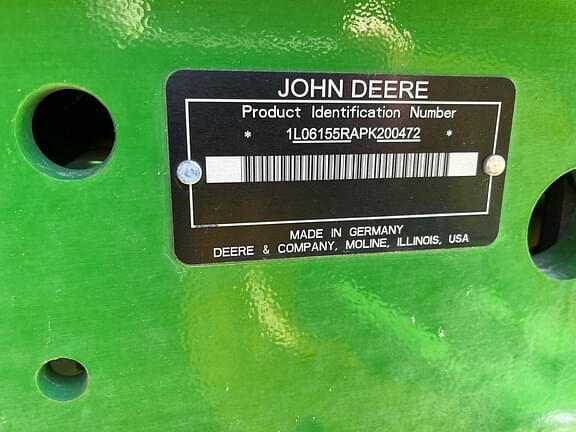 JOHN DEERE
Product Identification Number
* 1L06155RAPK200472 *
MADE IN GERMANY
DEERE & COMPANY, MOLINE, ILLINOIS, USA